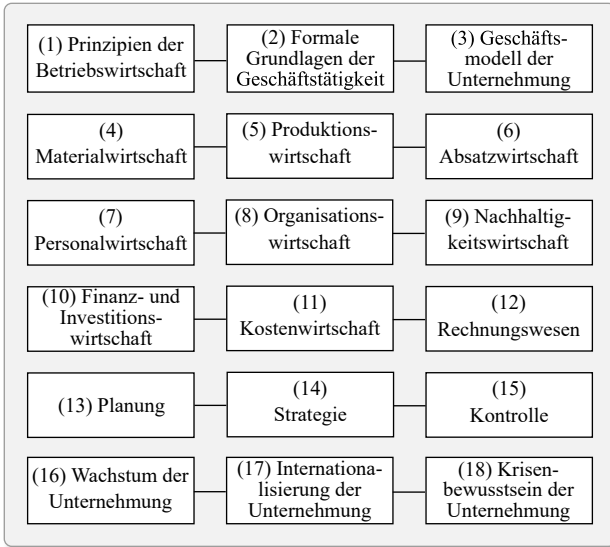 (1) Prinzipien der
Betriebswirtschaft
(2) Formale
Grundlagen der
Geschäftstätigkeit
(3) Geschäfts-
modell der
Unternehmung
(4)
Materialwirtschaft
(5) Produktions-
wirtschaft
(6)
Absatzwirtschaft
(7)
Personalwirtschaft
(8) Organisations-
wirtschaft
(9) Nachhaltig-
keitswirtschaft
(10) Finanz- und
Investitions-
wirtschaft
(11)
Kostenwirtschaft
(12)
Rechnungswesen
(13) Planung
(14)
Strategie
(15)
Kontrolle
(16) Wachstum der
Unternehmung
(17) Internationa-
lisierung der
Unternehmung
(18) Krisen-
bewusstsein der
Unternehmung